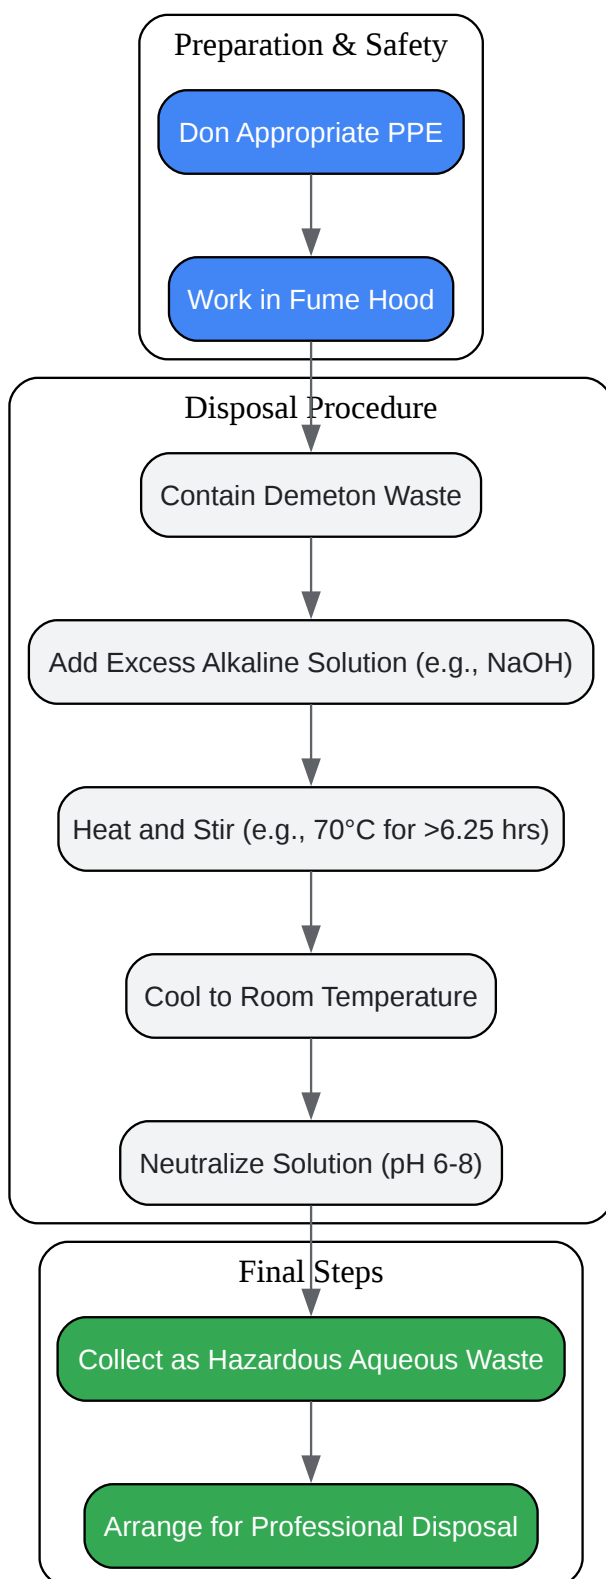 Preparation & Safety
Don Appropriate PPE
Work in Fume Hood
Disposal Procedure
Contain Demeton Waste
Add Excess Alkaline Solution (e.g., NaOH)
Heat and Stir (e.g., 70°C for >6.25 hrs)
Cool to Room Temperature
Neutralize Solution (pH 6-8)
Final Steps
Collect as Hazardous Aqueous Waste
Arrange for Professional Disposal